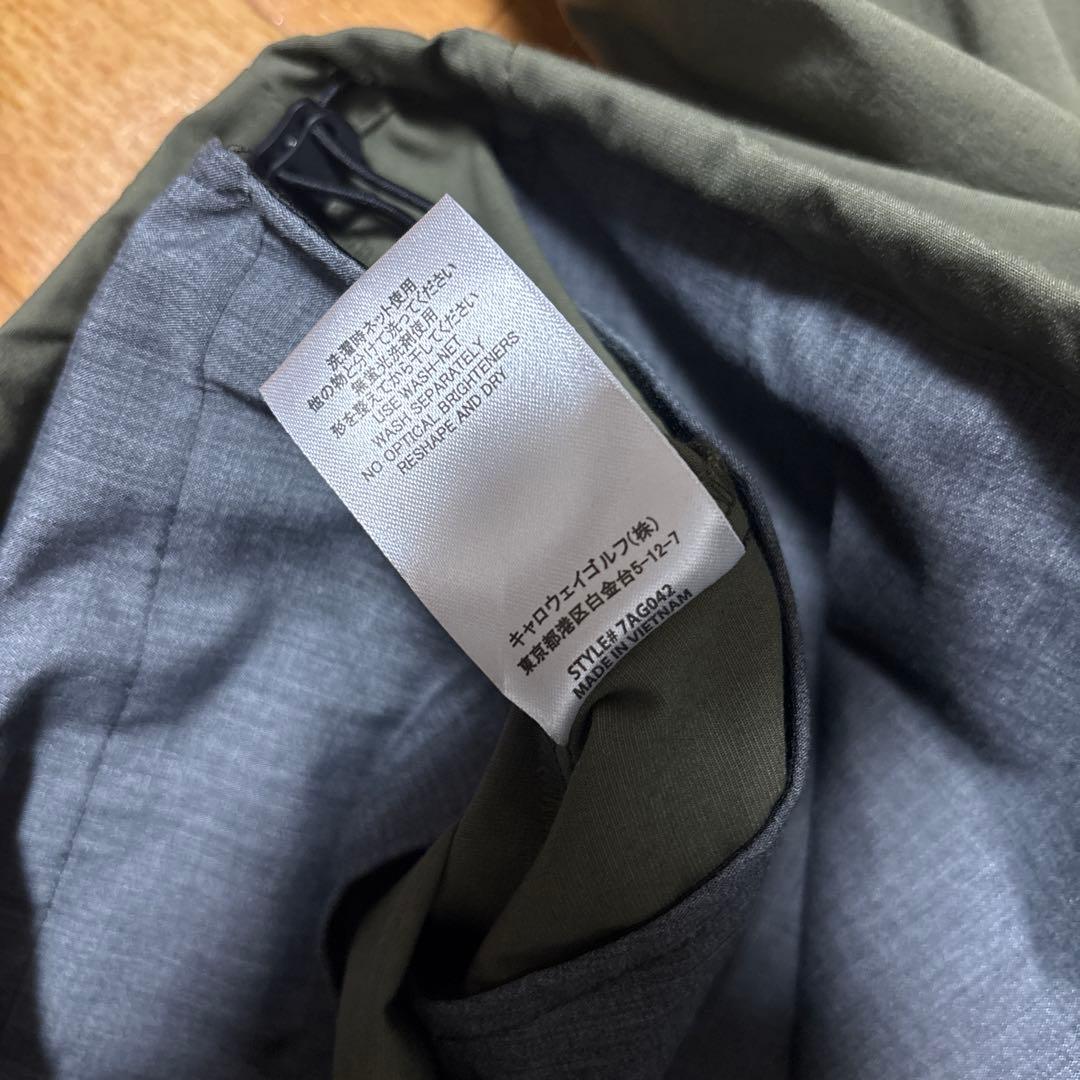 洗濯時ネット使用
他の物と分けて洗ってください
無蛍光洗剤使用
形を整えてから干してください
USE WASH NET
WASH SEPARATELY
NO OPTICAL BRIGHTENERS
RESHAPE AND DRY
キャロウェイゴルフ(株)
東京都港区白金台5-12-7
STYLE# 7AG042
MADE IN VIETNAM